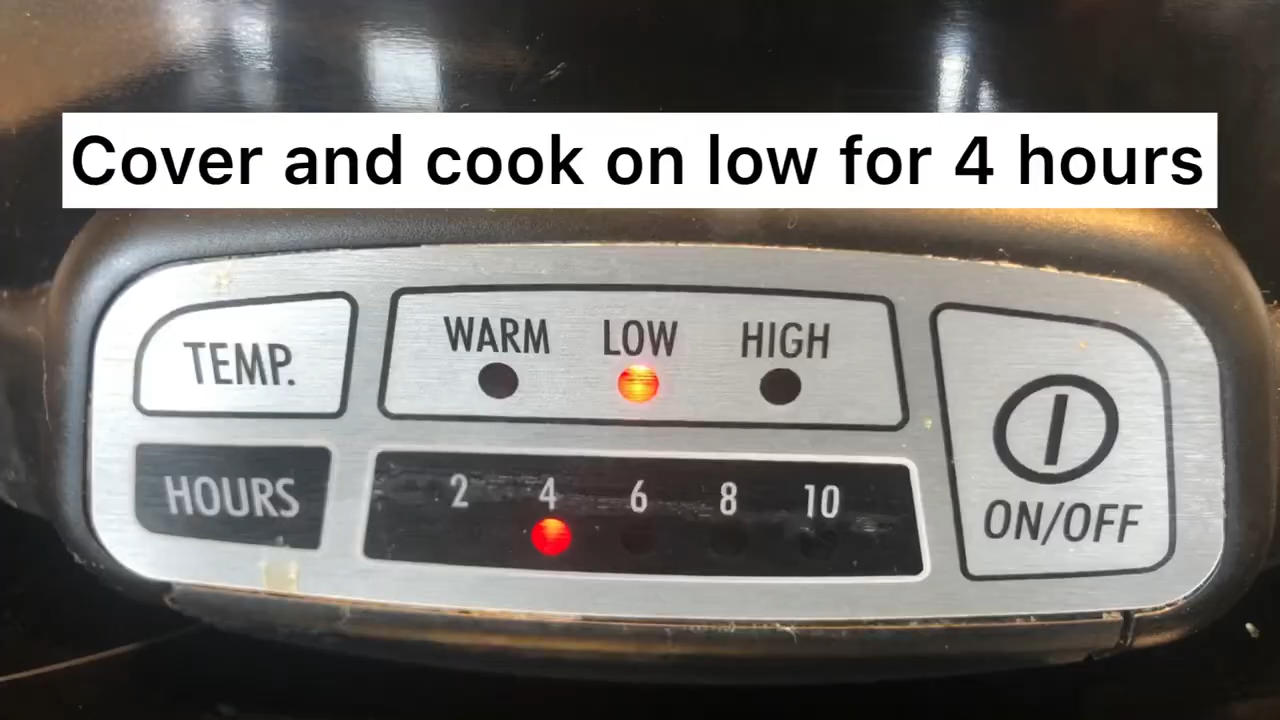 Cover and cook on low for 4 hours
TEMP.
WARM LOW HIGH
HOURS
2 4 6 8 10
ON/OFF